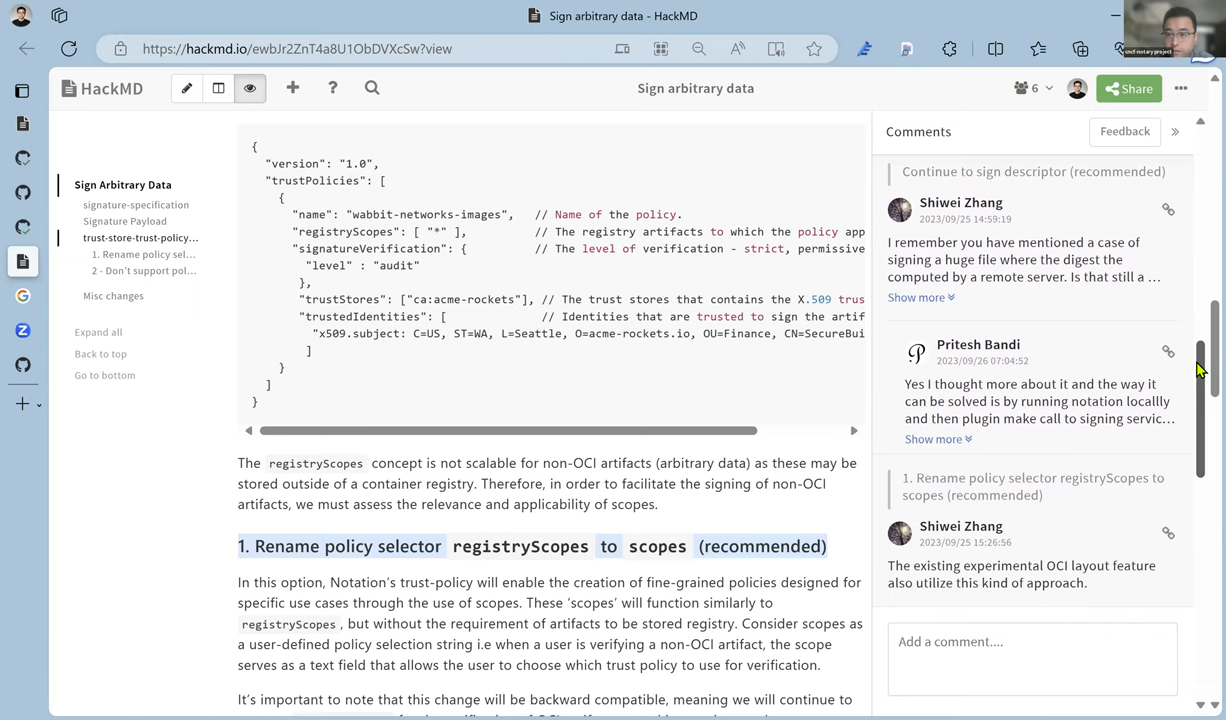 Sign arbitrary data - HackMD
cncf-notary project
https://hackmd.io/ewbJr2ZnT4a8U1ObDVXcSw?view
HackMD
Sign arbitrary data
6
Share
Sign Arbitrary Data
signature-specification
Signature Payload
trust-store-trust-policy...
1. Rename policy sel...
2 - Don't support pol...
Misc changes
Expand all
Back to top
Go to bottom
{
"version": "1.0",
"trustPolicies": [
{
"name": "wabbit-networks-images", // Name of the policy.
"registryScopes": [ "*" ], // The registry artifacts to which the policy app
"signatureVerification": { // The level of verification - strict, permissive
"level" : "audit"
},
"trustStores": ["ca:acme-rockets"], // The trust stores that contains the X.509 trus
"trustedIdentities": [ // Identities that are trusted to sign the artif
"x509.subject: C=US, ST=WA, L=Seattle, O=acme-rockets.io, OU=Finance, CN=SecureBui
]
}
]
}
The registryScopes concept is not scalable for non-OCI artifacts (arbitrary data) as these may be
stored outside of a container registry. Therefore, in order to facilitate the signing of non-OCI
artifacts, we must assess the relevance and applicability of scopes.
1. Rename policy selector registryScopes to scopes (recommended)
In this option, Notation's trust-policy will enable the creation of fine-grained policies designed for
specific use cases through the use of scopes. These 'scopes' will function similarly to
registryScopes, but without the requirement of artifacts to be stored registry. Consider scopes as
a user-defined policy selection string i.e when a user is verifying a non-OCI artifact, the scope
serves as a text field that allows the user to choose which trust policy to use for verification.
It's important to note that this change will be backward compatible, meaning we will continue to
Comments
Feedback
Continue to sign descriptor (recommended)
Shiwei Zhang
2023/09/25 14:59:19
I remember you have mentioned a case of
signing a huge file where the digest the
computed by a remote server. Is that still a ...
Show more
Pritesh Bandi
2023/09/26 07:04:52
Yes I thought more about it and the way it
can be solved is by running notation locallly
and then plugin make call to signing servic...
Show more
1. Rename policy selector registryScopes to
scopes (recommended)
Shiwei Zhang
2023/09/25 15:26:56
The existing experimental OCI layout feature
also utilize this kind of approach.
Add a comment....